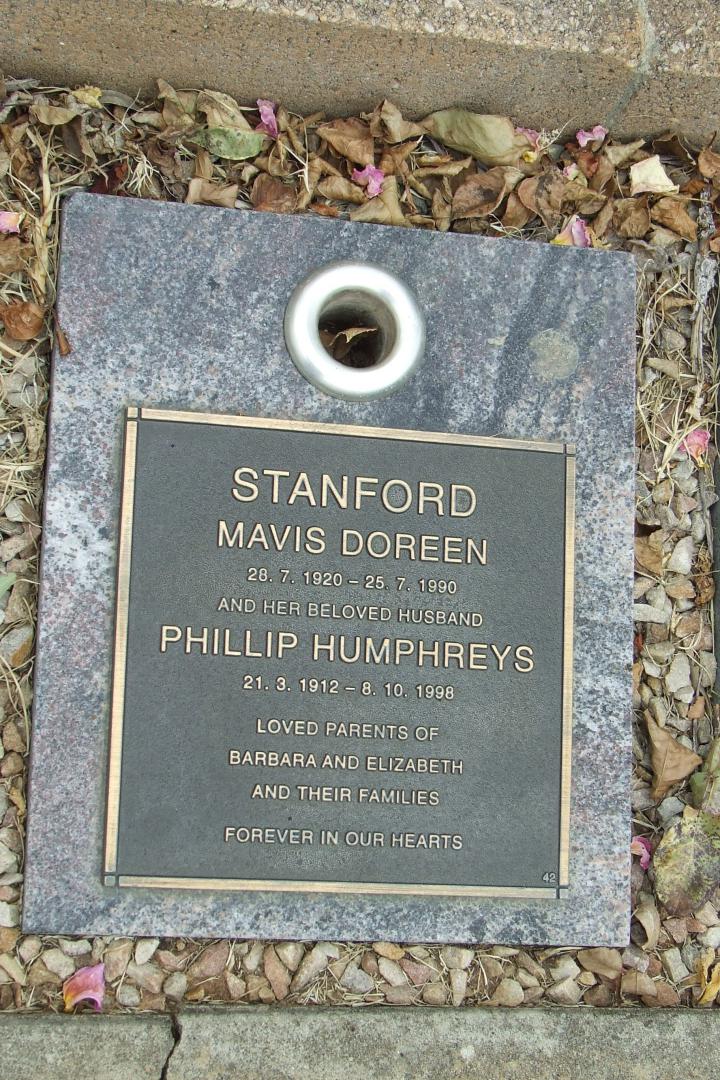 STANFORD
MAVIS DOREEN
28. 7. 1920 – 25. 7. 1990
AND HER BELOVED HUSBAND
PHILLIP HUMPHREYS
21. 3. 1912 – 8. 10. 1998
LOVED PARENTS OF
BARBARA AND ELIZABETH
AND THEIR FAMILIES
FOREVER IN OUR HEARTS
42